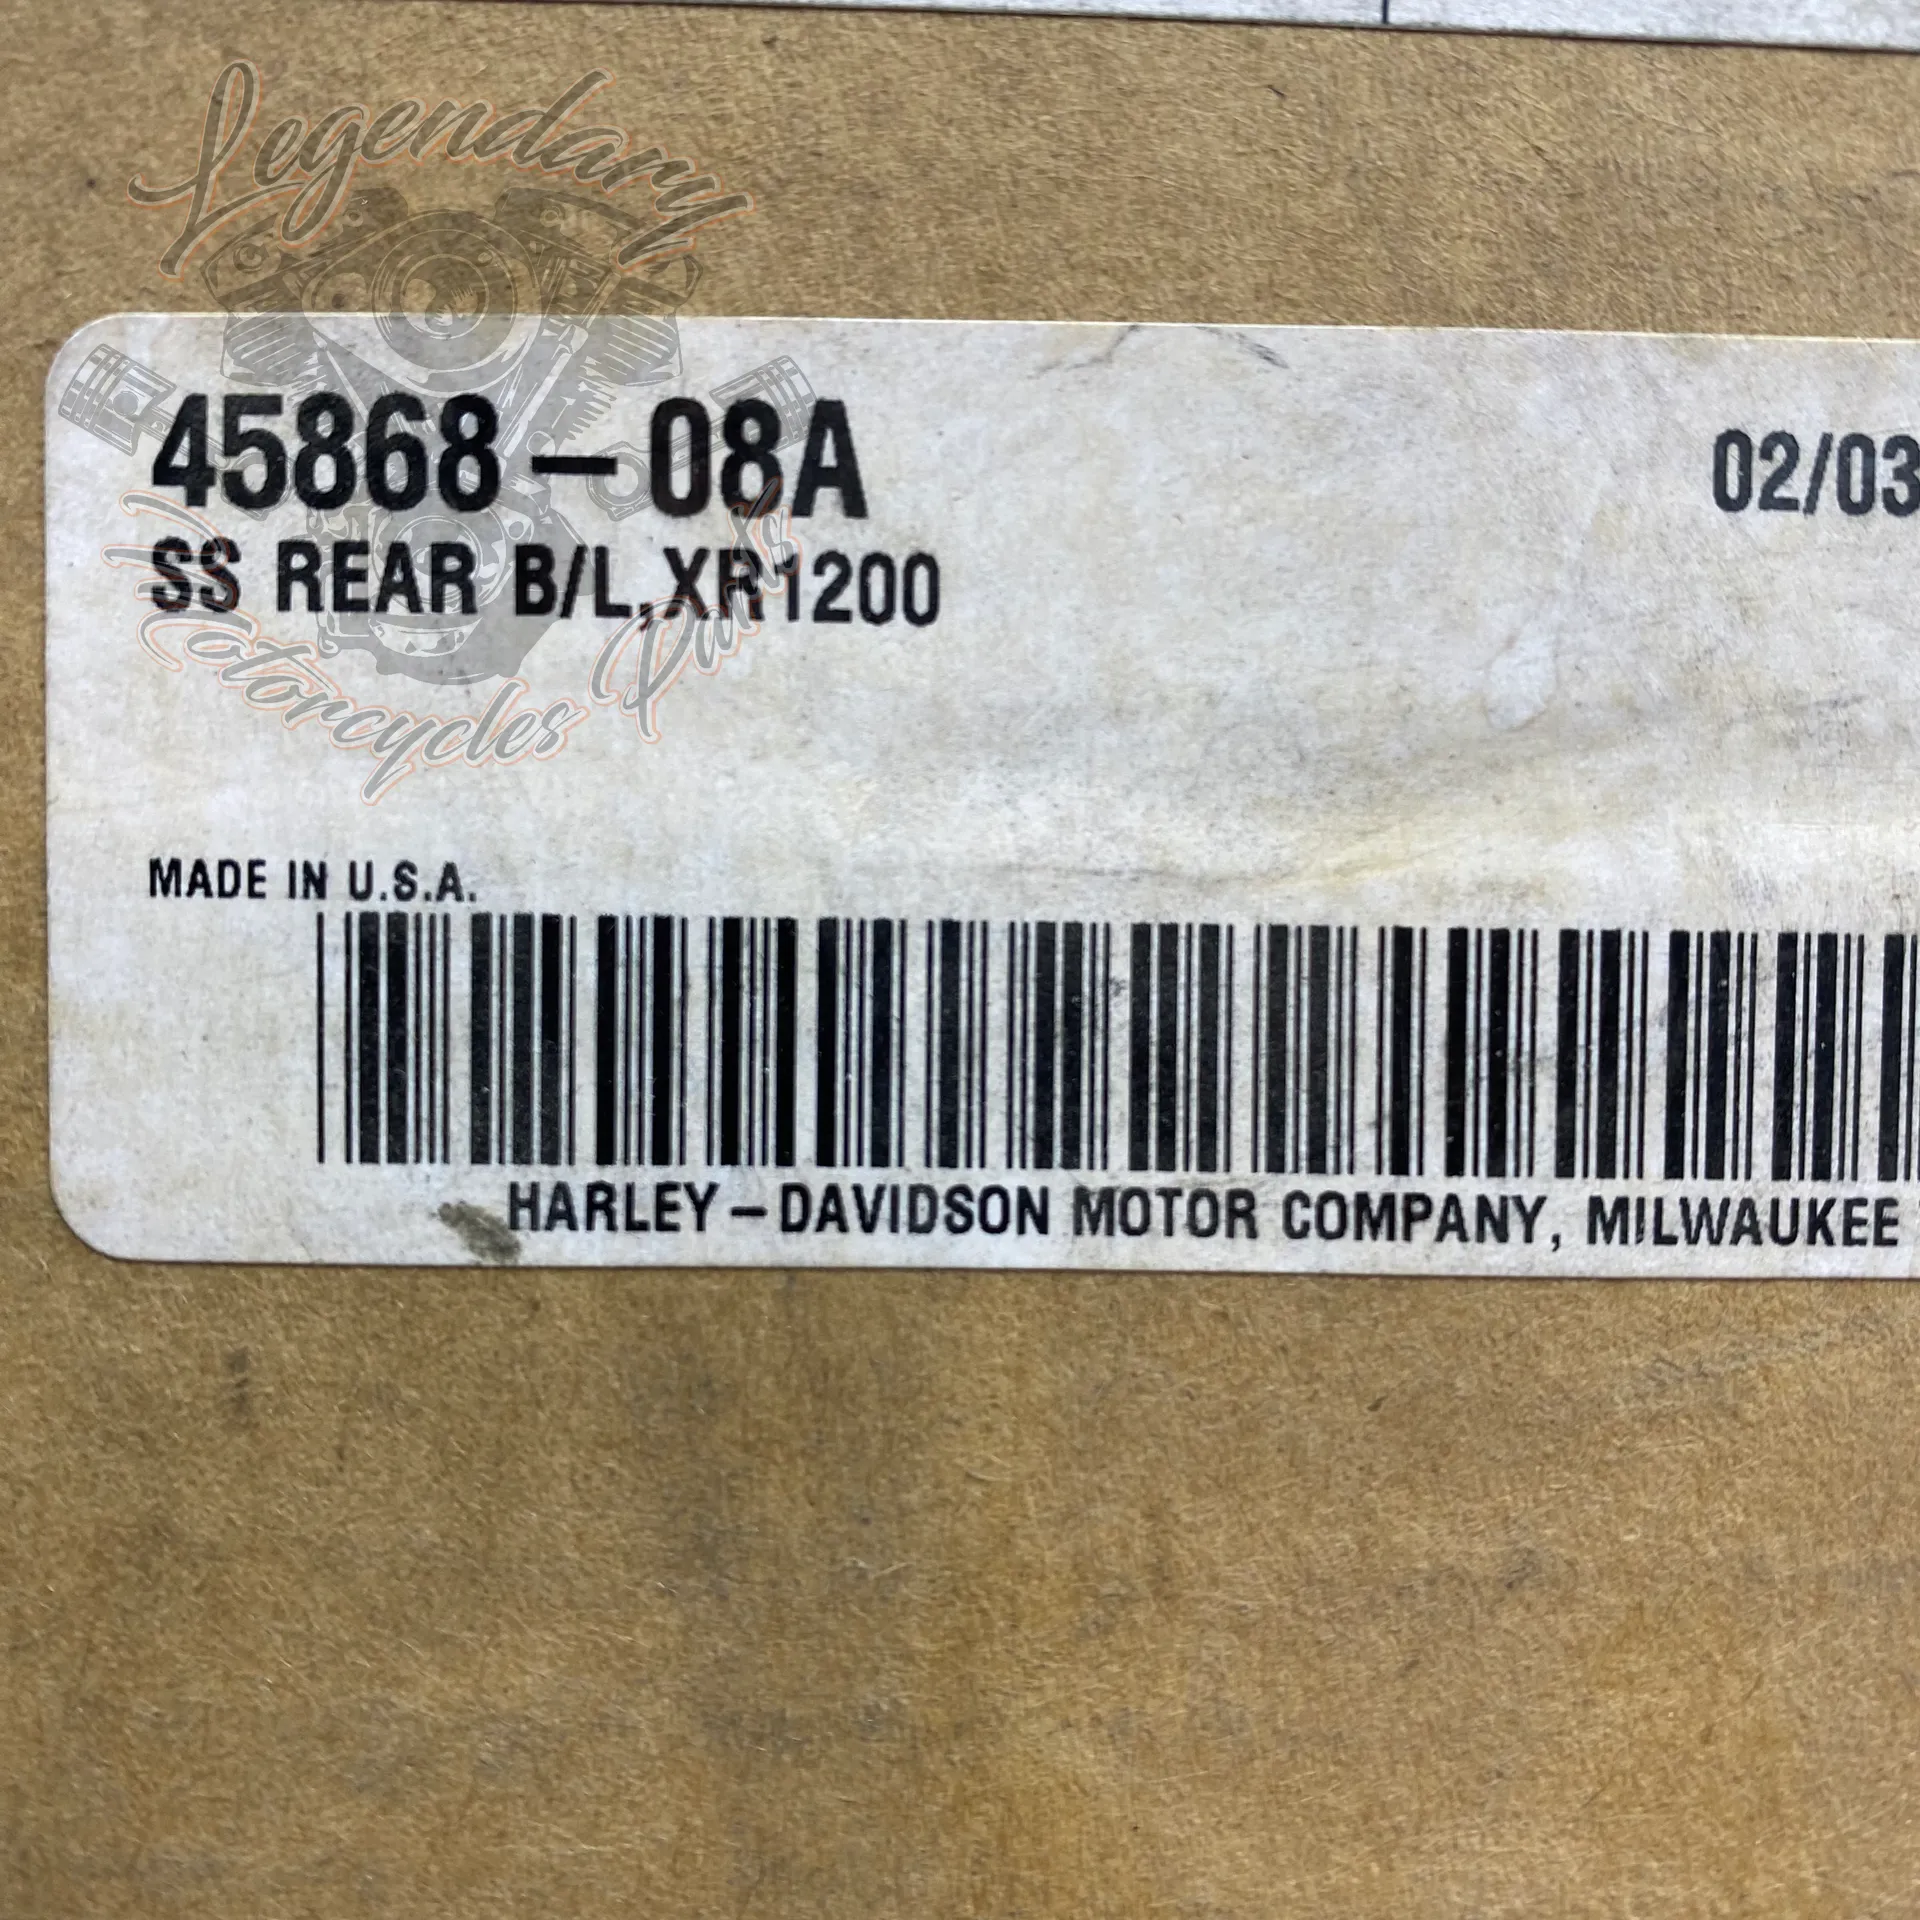 Legendary
45868-08A
02/03
SS REAR B/L,XR1200
Motorcycles Parts
MADE IN U.S.A.
HARLEY-DAVIDSON MOTOR COMPANY, MILWAUKEE